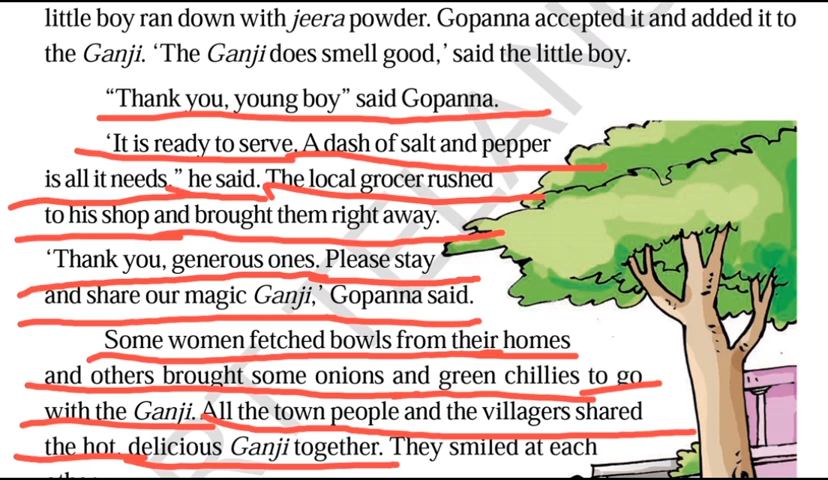 little boy ran down with jeera powder. Gopanna accepted it and added it to
the Ganji. ‘The Ganji does smell good,’ said the little boy.
“Thank you, young boy” said Gopanna.
‘It is ready to serve. A dash of salt and pepper
is all it needs,” he said. The local grocer rushed
to his shop and brought them right away.
‘Thank you, generous ones. Please stay
and share our magic Ganji,’ Gopanna said.
Some women fetched bowls from their homes
and others brought some onions and green chillies to go
with the Ganji. All the town people and the villagers shared
the hot, delicious Ganji together. They smiled at each